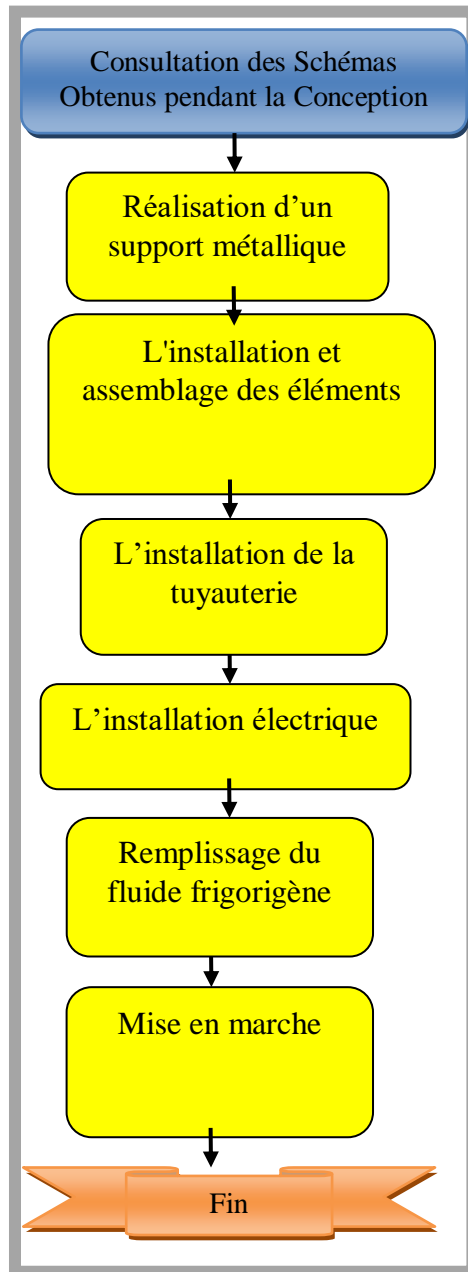 Consultation des Schémas
Obtenus pendant la Conception
Réalisation d’un
support métallique
L'installation et
assemblage des éléments
L’installation de la
tuyauterie
L’installation électrique
Remplissage du
fluide frigorigène
Mise en marche
Fin